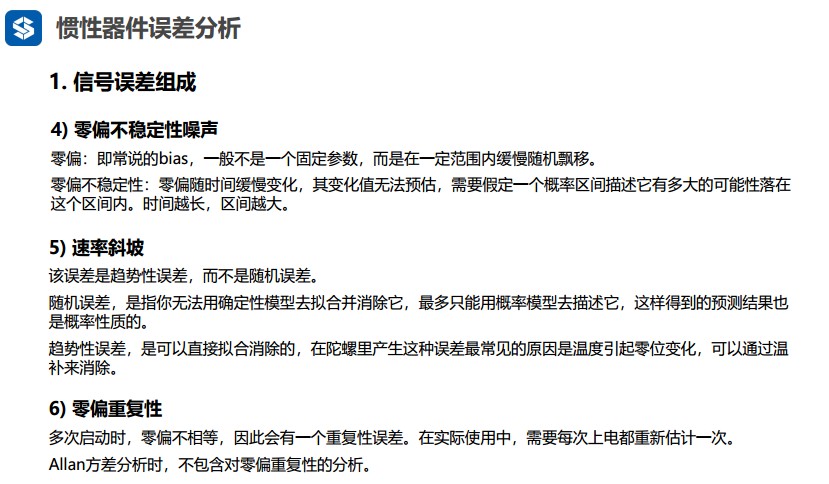 惯性器件误差分析
1. 信号误差组成
4) 零偏不稳定性噪声
零偏：即常说的bias，一般不是一个固定参数，而是在一定范围内缓慢随机飘移。
零偏不稳定性：零偏随时间缓慢变化，其变化值无法预估，需要假定一个概率区间描述它有多大的可能性落在
这个区间内。时间越长，区间越大。
5) 速率斜坡
该误差是趋势性误差，而不是随机误差。
随机误差，是指你无法用确定性模型去拟合并消除它，最多只能用概率模型去描述它，这样得到的预测结果也
是概率性质的。
趋势性误差，是可以直接拟合消除的，在陀螺里产生这种误差最常见的原因是温度引起零位变化，可以通过温
补来消除。
6) 零偏重复性
多次启动时，零偏不相等，因此会有一个重复性误差。在实际使用中，需要每次上电都重新估计一次。
Allan方差分析时，不包含对零偏重复性的分析。